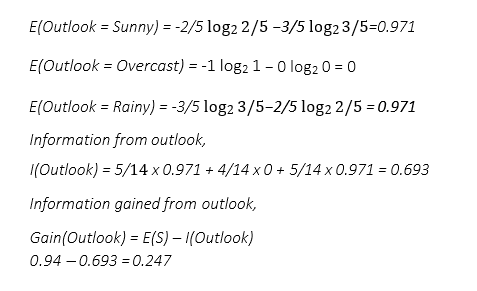 E(Outlook = Sunny) = -2/5 log₂ 2/5 –3/5 log₂ 3/5=0.971
E(Outlook = Overcast) = -1 log₂ 1 – 0 log₂ 0 = 0
E(Outlook = Rainy) = -3/5 log₂ 3/5–2/5 log₂ 2/5 = 0.971
Information from outlook,
I(Outlook) = 5/14 x 0.971 + 4/14 x 0 + 5/14 x 0.971 = 0.693
Information gained from outlook,
Gain(Outlook) = E(S) – I(Outlook)
0.94 – 0.693 = 0.247